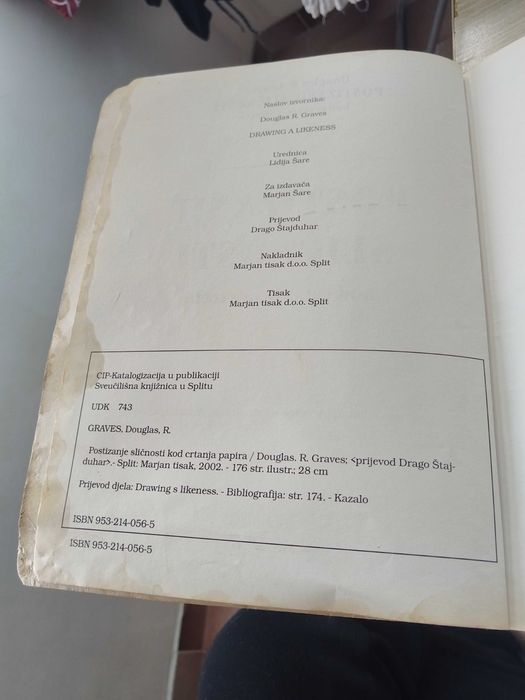 Naslov izvornika:
Douglas R. Graves
DRAWING A LIKENESS
Urednica
Lidija Šare
Za izdavača
Marjan Šare
Prijevod
Drago Štajduhar
Nakladnik
Marjan tisak d.o.o. Split
Tisak
Marjan tisak d.o.o. Split
CIP-Katalogizacija u publikaciji
Sveučilišna knjižnica u Splitu
UDK 743
GRAVES, Douglas, R.
Postizanje sličnosti kod crtanja papira / Douglas. R. Graves; <prijevod Drago Štaj-
duhar>.- Split: Marjan tisak, 2002. - 176 str. ilustr.; 28 cm
Prijevod djela: Drawing s likeness. - Bibliografija: str. 174. - Kazalo
ISBN 953-214-056-5
ISBN 953-214-056-5